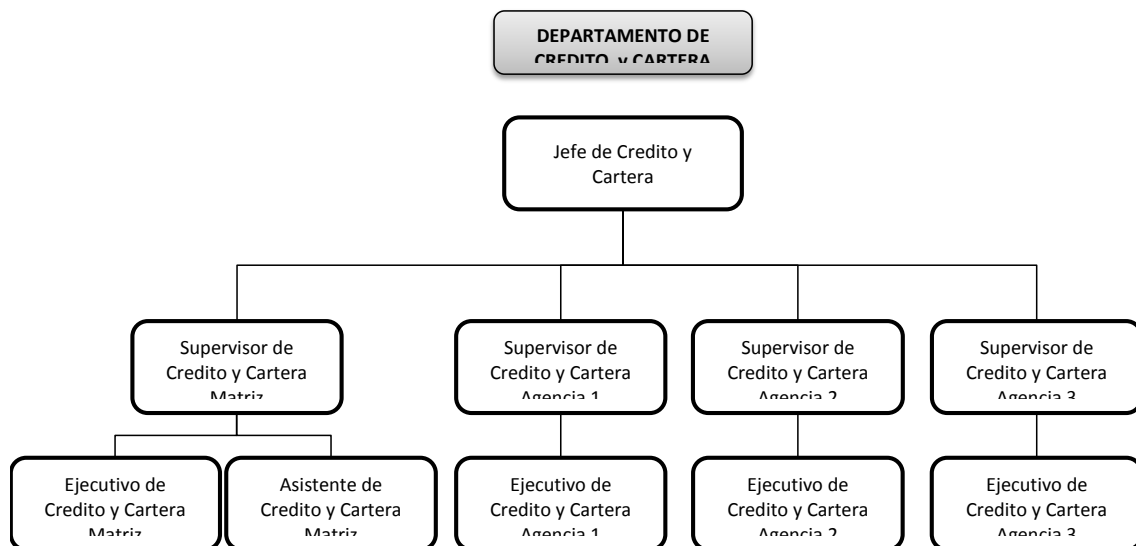 DEPARTAMENTO DE
CREDITO y CARTERA
Jefe de Credito y
Cartera
Supervisor de
Credito y Cartera
Matriz
Supervisor de
Credito y Cartera
Agencia 1
Supervisor de
Credito y Cartera
Agencia 2
Supervisor de
Credito y Cartera
Agencia 3
Ejecutivo de
Credito y Cartera
Matriz
Asistente de
Credito y Cartera
Matriz
Ejecutivo de
Credito y Cartera
Agencia 1
Ejecutivo de
Credito y Cartera
Agencia 2
Ejecutivo de
Credito y Cartera
Agencia 3